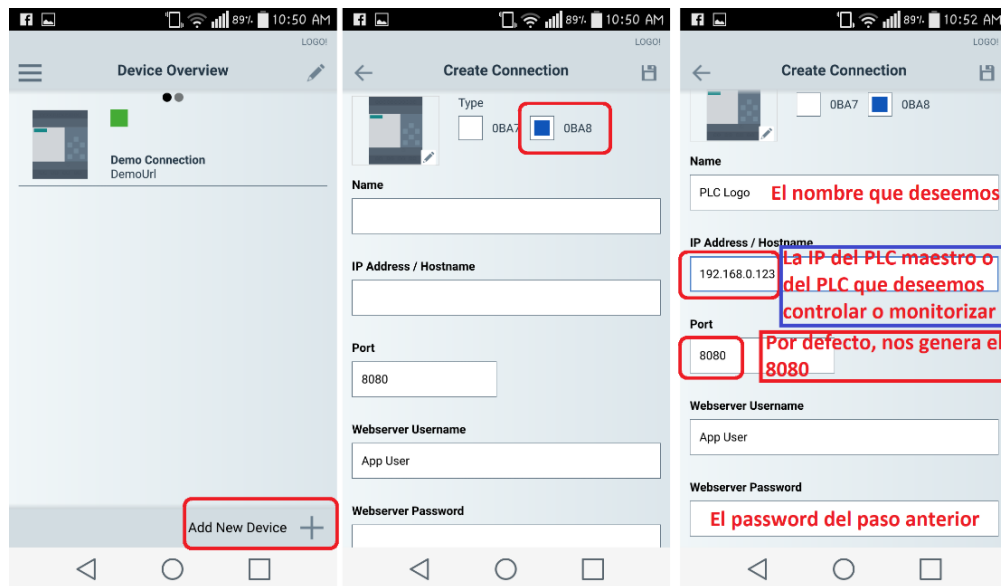 89% 10:50 AM
LOGO!
Device Overview
Demo Connection
DemoUrl
Add New Device
89% 10:50 AM
LOGO!
Create Connection
Type
0BA7
0BA8
Name
IP Address / Hostname
Port
8080
Webserver Username
App User
Webserver Password
89% 10:52 AM
LOGO!
Create Connection
0BA7
0BA8
Name
PLC Logo
El nombre que deseemos
IP Address / Hostname
192.168.0.123
La IP del PLC maestro o
del PLC que deseemos
controlar o monitorizar
Port
8080
Por defecto, nos genera el
8080
Webserver Username
App User
Webserver Password
El password del paso anterior